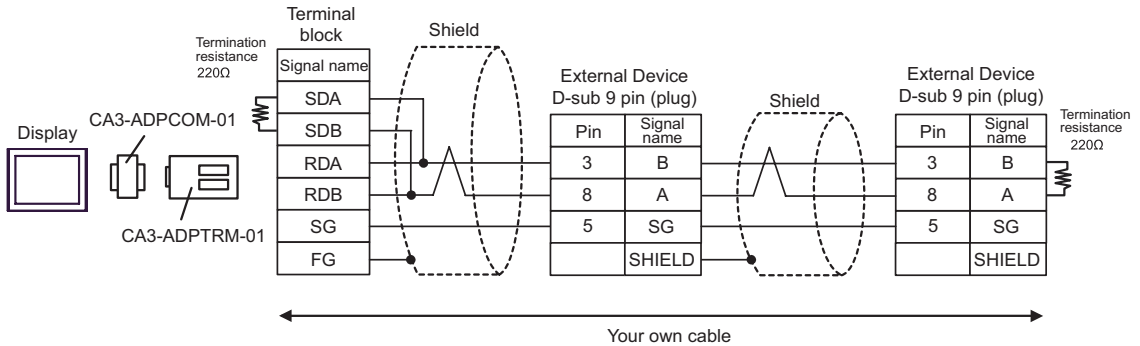 Display
CA3-ADPCOM-01
CA3-ADPTRM-01
Termination
resistance
220Ω
Terminal
block
Signal name
SDA
SDB
RDA
RDB
SG
FG
Shield
External Device
D-sub 9 pin (plug)
Pin Signal name
3 B
8 A
5 SG
SHIELD
Shield
External Device
D-sub 9 pin (plug)
Pin Signal name
3 B
8 A
5 SG
SHIELD
Termination
resistance
220Ω
Your own cable